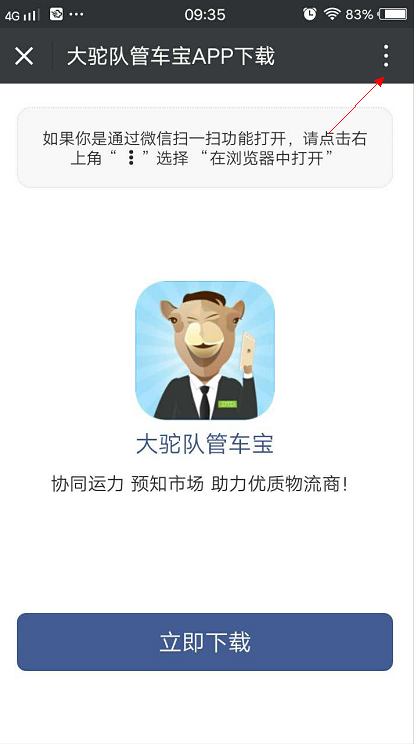 4G 09:35 83%
大驼队管车宝APP下载
如果你是通过微信扫一扫功能打开，请点击右
上角“ ⋮ ”选择 “在浏览器中打开”
大驼队管车宝
协同运力 预知市场 助力优质物流商！
立即下载